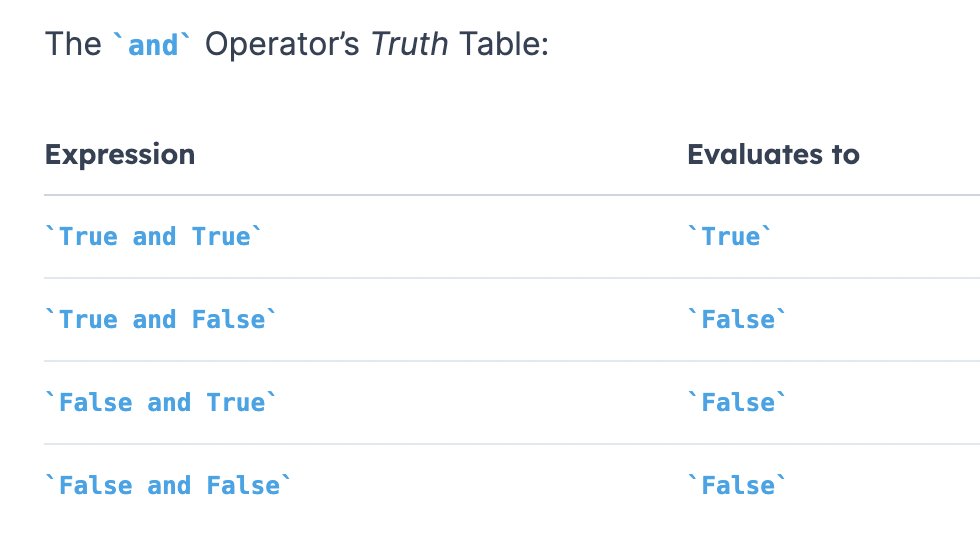 The `and` Operator’s Truth Table:
Expression Evaluates to
`True and True` `True`
`True and False` `False`
`False and True` `False`
`False and False` `False`